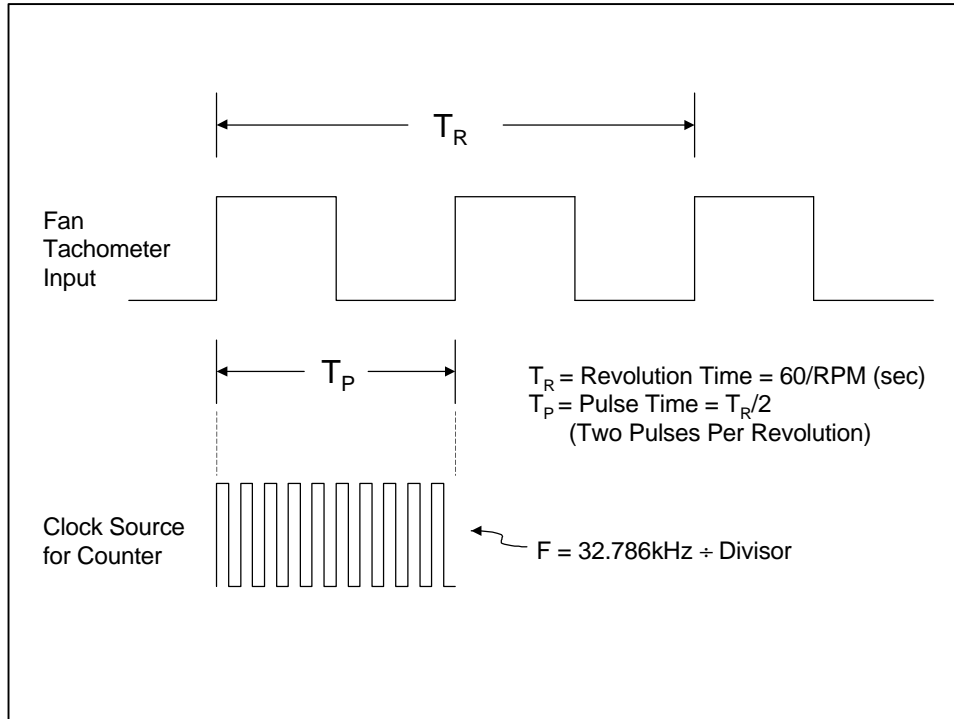 T_R
Fan
Tachometer
Input
T_P
T_R = Revolution Time = 60/RPM (sec)
T_P = Pulse Time = T_R/2
(Two Pulses Per Revolution)
Clock Source
for Counter
F = 32.786kHz ÷ Divisor